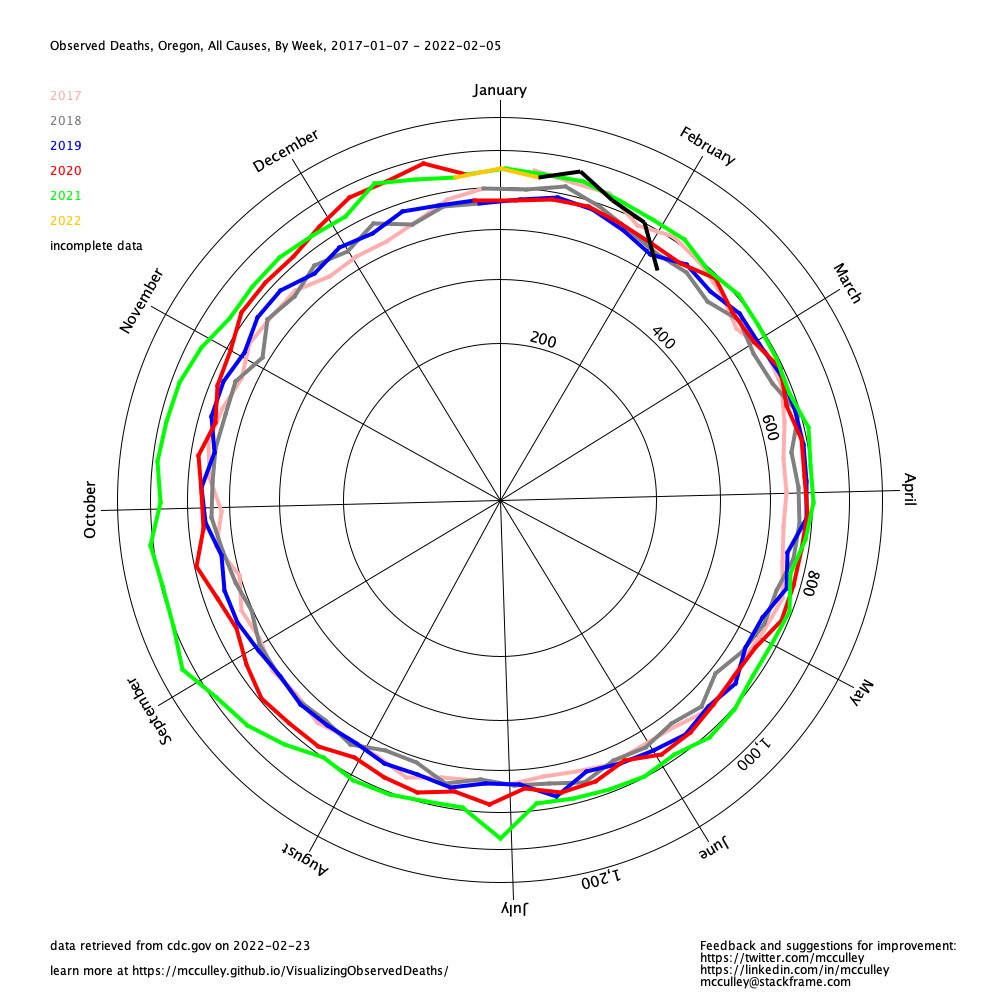 Observed Deaths, Oregon, All Causes, By Week, 2017-01-07 - 2022-02-05
January
2017
2018
2019
2020
2021
2022
incomplete data
December
February
November
March
200
400
600
October
April
800
September
May
1,000
August
June
1,200
July
data retrieved from cdc.gov on 2022-02-23
learn more at https://mcculley.github.io/VisualizingObservedDeaths/
Feedback and suggestions for improvement:
https://twitter.com/mcculley
https://linkedin.com/in/mcculley
mcculley@stackframe.com